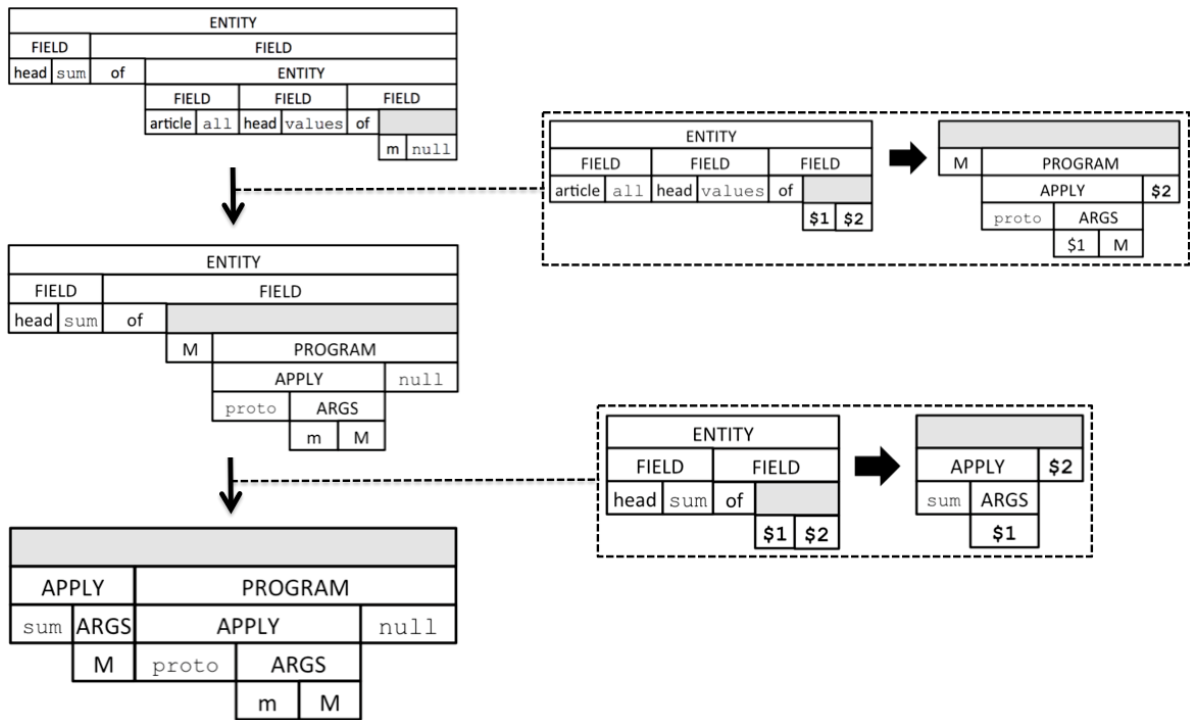 ENTITY
FIELD FIELD
head sum of ENTITY
FIELD FIELD FIELD
article all head values of
m null
ENTITY
FIELD FIELD FIELD
article all head values of
$1 $2
M PROGRAM
APPLY $2
proto ARGS
$1 M
ENTITY
FIELD FIELD
head sum of
M PROGRAM
APPLY null
proto ARGS
m M
ENTITY
FIELD FIELD
head sum of
$1 $2
APPLY $2
sum ARGS
$1
APPLY PROGRAM
sum ARGS APPLY null
M proto ARGS
m M